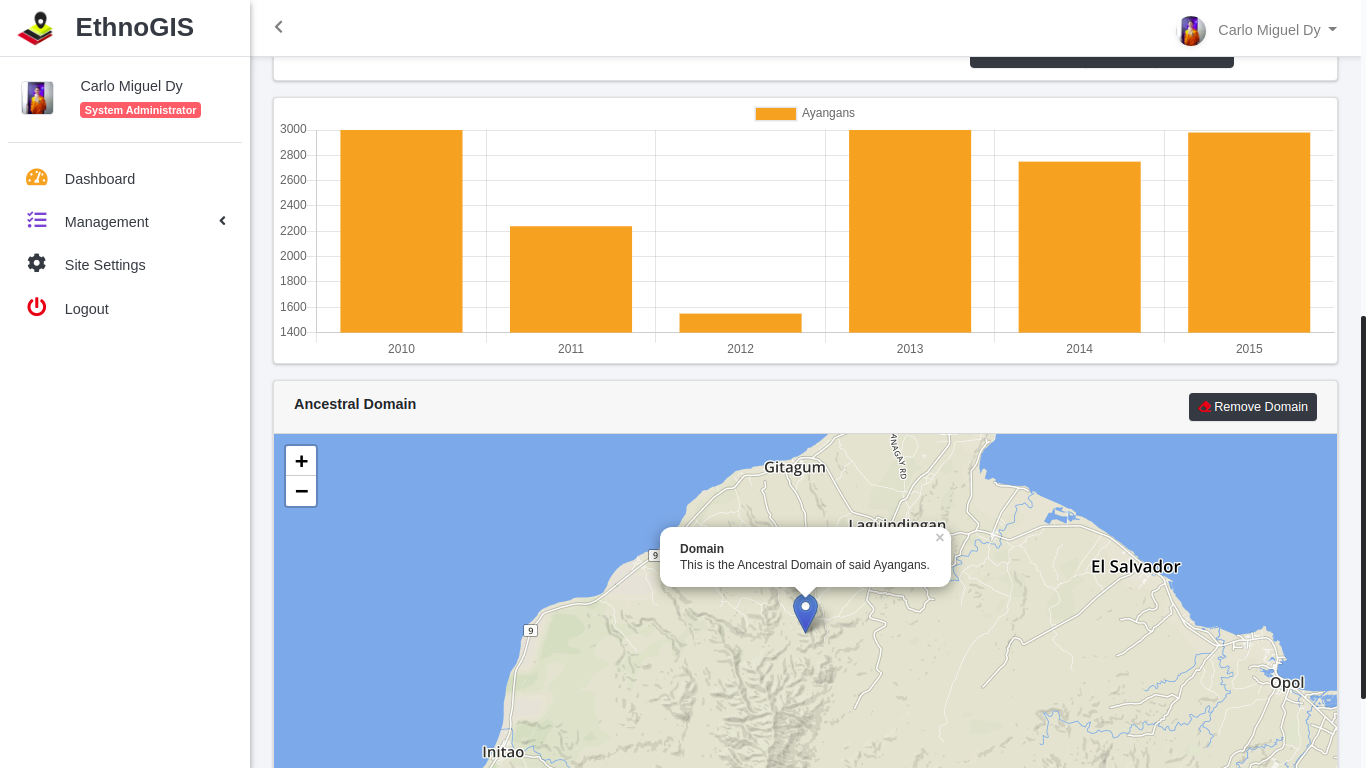 EthnoGIS
Carlo Miguel Dy
Carlo Miguel Dy
System Administrator
Dashboard
Management
Site Settings
Logout
Ayangans
3000
2800
2600
2400
2200
2000
1800
1600
1400
2010 2011 2012 2013 2014 2015
Ancestral Domain
Remove Domain
+
−
Gitagum
ANAGAY RD
Laguindingan
×
Domain
This is the Ancestral Domain of said Ayangans.
9
El Salvador
9
Opol
Initao